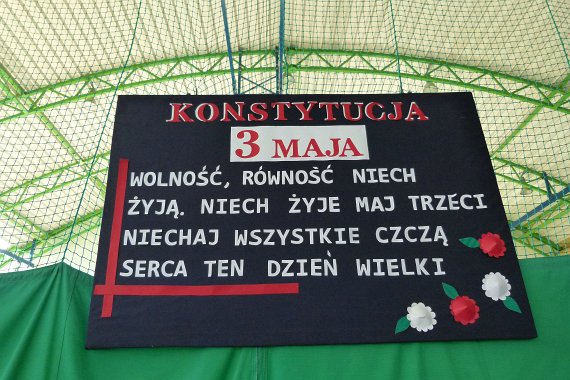 KONSTYTUCJA
3 MAJA
WOLNOŚĆ, RÓWNOŚĆ NIECH
ŻYJĄ. NIECH ŻYJE MAJ TRZECI
NIECHAJ WSZYSTKIE CZCZĄ
SERCA TEN DZIEŃ WIELKI